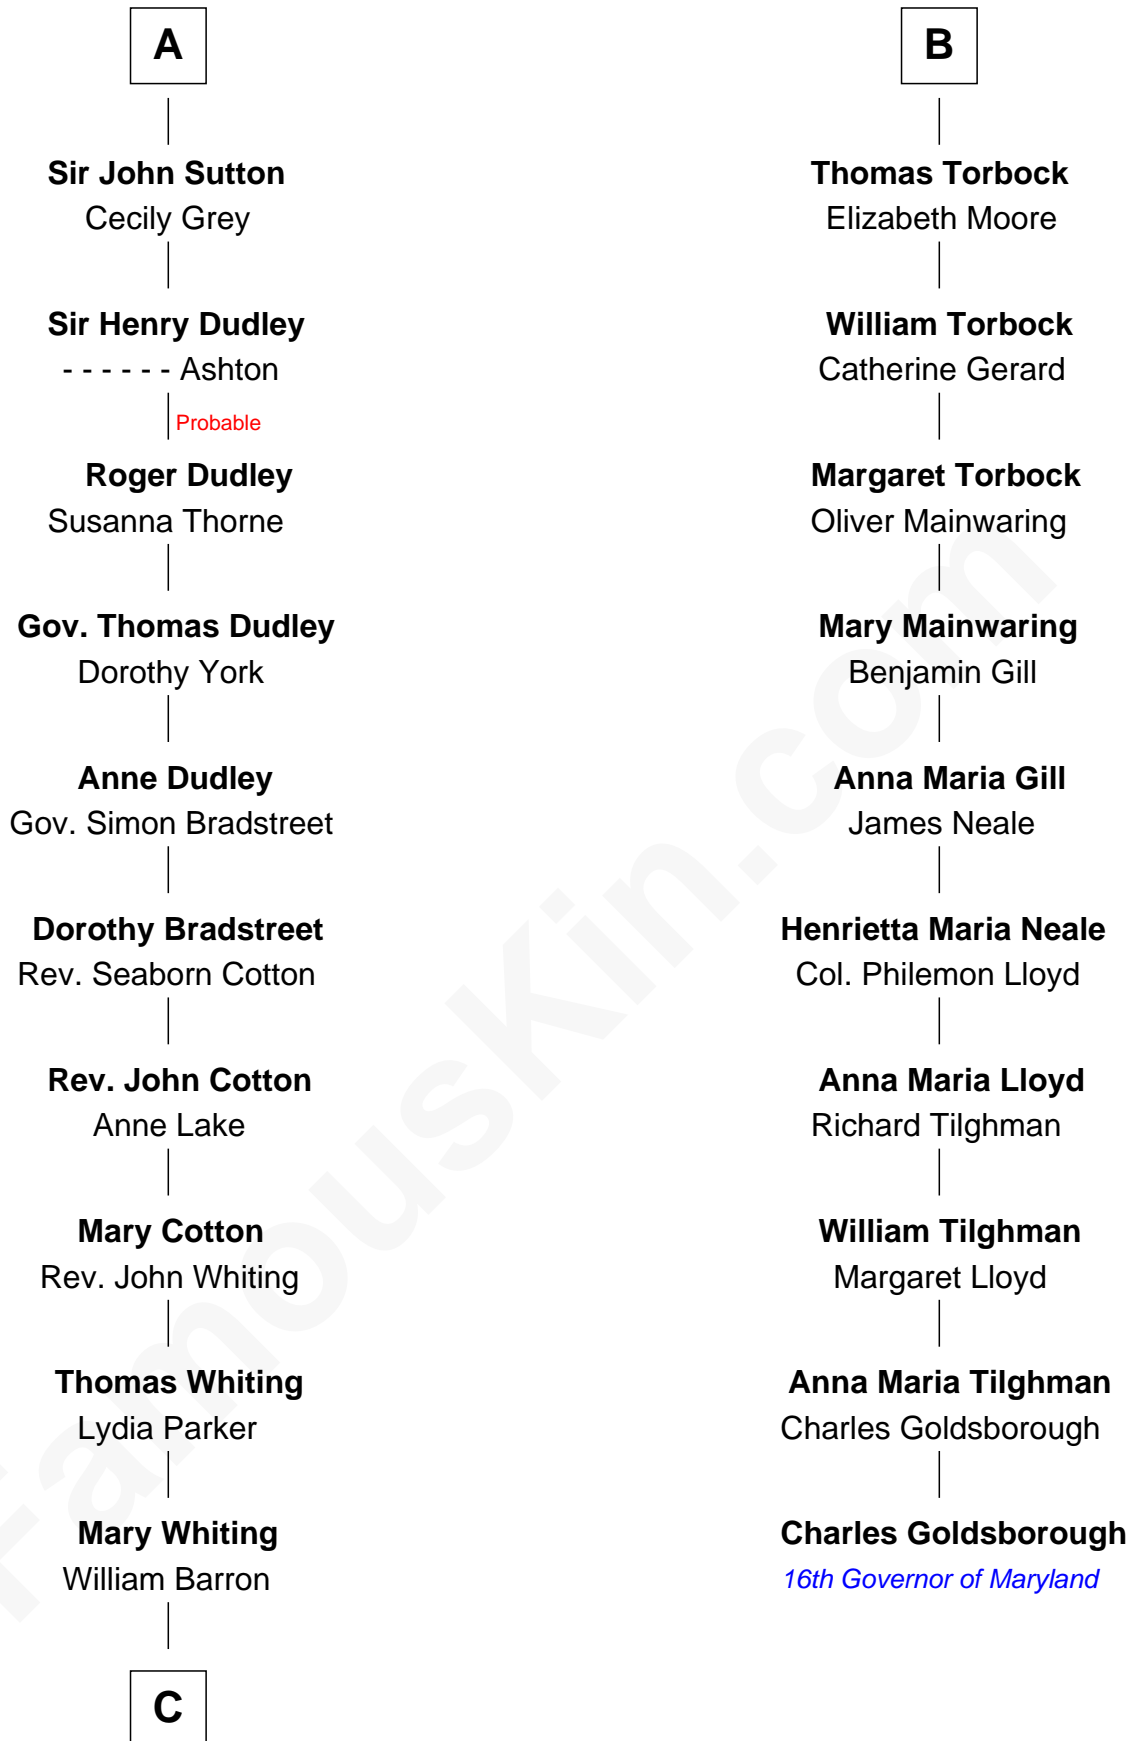 A
Sir John Sutton
Cecily Grey
Sir Henry Dudley
- - - - - - Ashton
Probable
Roger Dudley
Susanna Thorne
Gov. Thomas Dudley
Dorothy York
Anne Dudley
Gov. Simon Bradstreet
Dorothy Bradstreet
Rev. Seaborn Cotton
Rev. John Cotton
Anne Lake
Mary Cotton
Rev. John Whiting
Thomas Whiting
Lydia Parker
Mary Whiting
William Barron
C
B
Thomas Torbock
Elizabeth Moore
William Torbock
Catherine Gerard
Margaret Torbock
Oliver Mainwaring
Mary Mainwaring
Benjamin Gill
Anna Maria Gill
James Neale
Henrietta Maria Neale
Col. Philemon Lloyd
Anna Maria Lloyd
Richard Tilghman
William Tilghman
Margaret Lloyd
Anna Maria Tilghman
Charles Goldsborough
Charles Goldsborough
16th Governor of Maryland
FamousKin.com